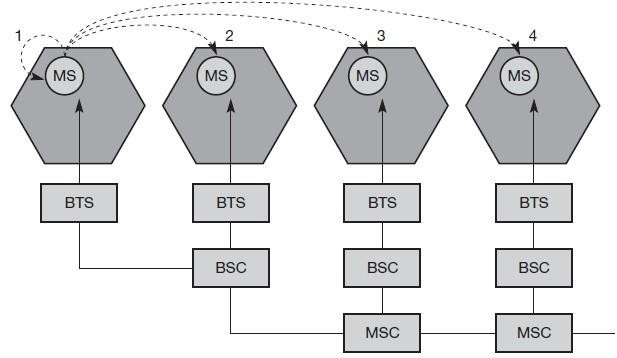 1 2 3 4
MS MS MS MS
BTS BTS BTS BTS
BSC BSC BSC
MSC MSC